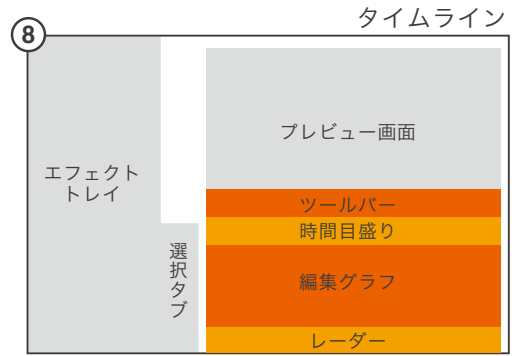 タイムライン
8
エフェクト
トレイ
選択タブ
プレビュー画面
ツールバー
時間目盛り
編集グラフ
レーダー